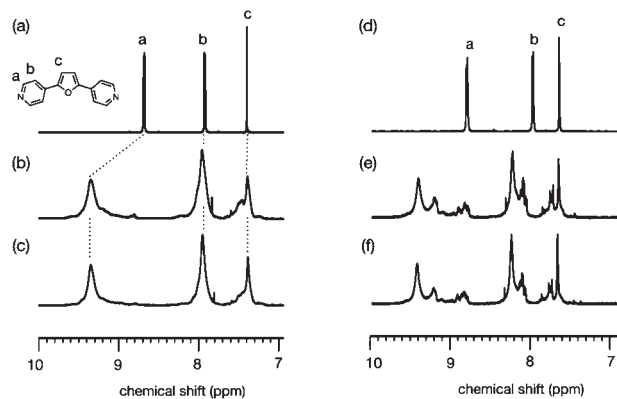 (a)
a
b
c
a
b
c
N
O
N
(b)
(c)
10
9
8
7
chemical shift (ppm)
(d)
a
b
c
(e)
(f)
10
9
8
7
chemical shift (ppm)